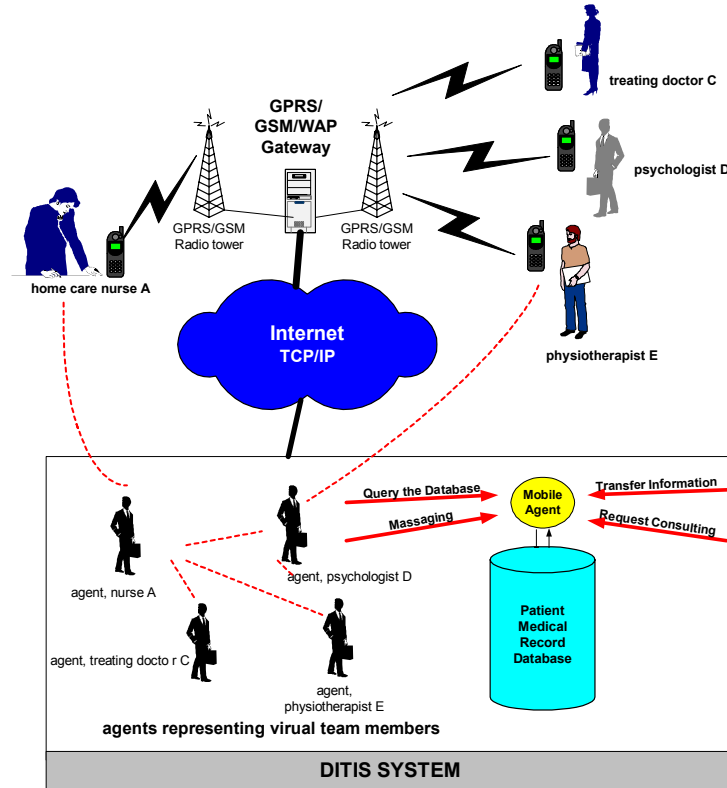 treating doctor C
GPRS/
GSM/WAP
Gateway
psychologist D
GPRS/GSM
Radio tower
GPRS/GSM
Radio tower
home care nurse A
physiotherapist E
Internet
TCP/IP
Query the Database
Massaging
Mobile
Agent
Transfer Information
Request Consulting
agent, nurse A
agent, psychologist D
agent, treating docto r C
agent,
physiotherapist E
Patient
Medical
Record
Database
agents representing virual team members
DITIS SYSTEM